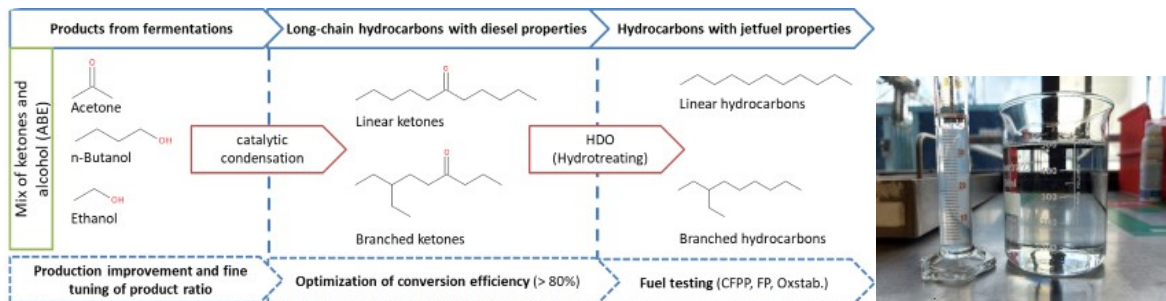 Products from fermentations
Long-chain hydrocarbons with diesel properties
Hydrocarbons with jetfuel properties
Mix of ketones and
alcohol (ABE)
O
Acetone
OH
n-Butanol
OH
Ethanol
catalytic
condensation
O
Linear ketones
O
Branched ketones
HDO
(Hydrotreating)
Linear hydrocarbons
Branched hydrocarbons
Production improvement and fine
tuning of product ratio
Optimization of conversion efficiency (> 80%)
Fuel testing (CFPP, FP, Oxstab.)